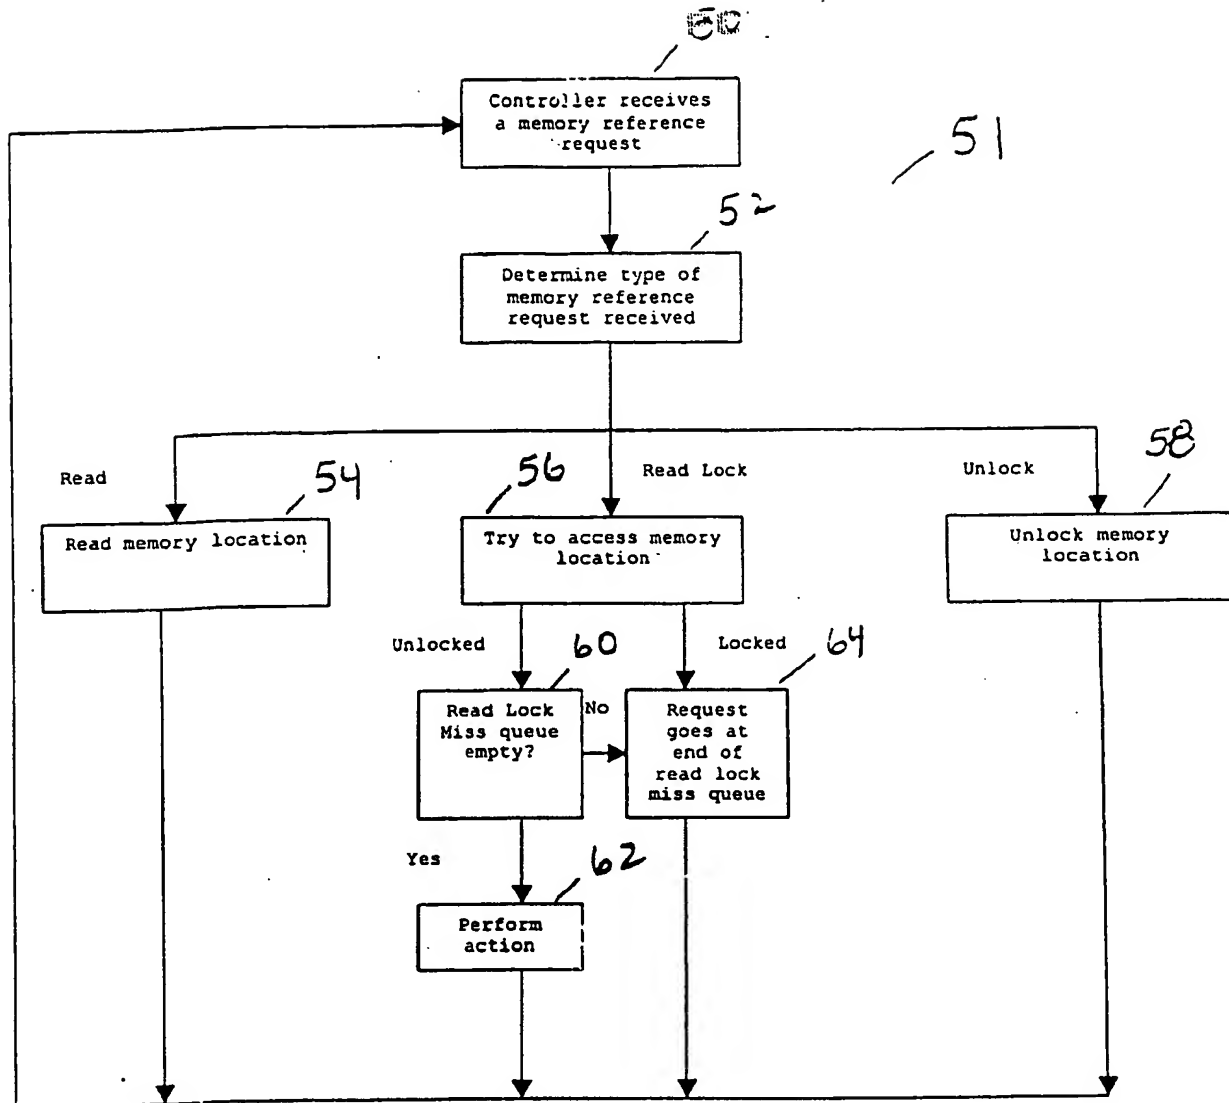 Controller receives
a memory reference
request
51
52
Determine type of
memory reference
request received
Read
54
56
Read Lock
Unlock
58
Read memory location
Try to access memory
location
Unlock memory
location
Unlocked
60
Locked
64
Read Lock
Miss queue
empty?
No
Request
goes at
end of
read lock
miss queue
Yes
62
Perform
action